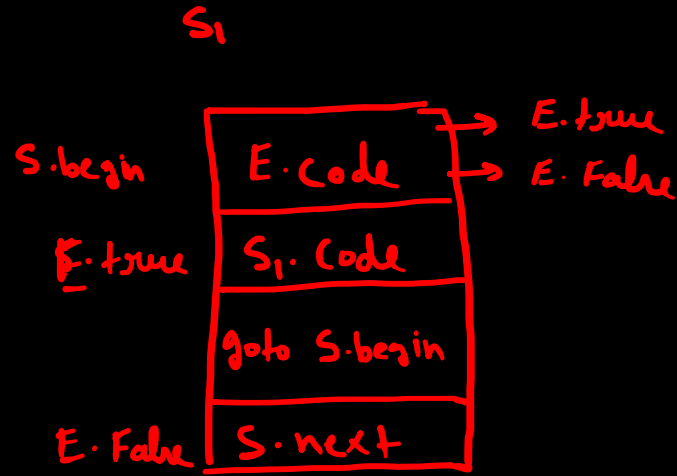 S1
E.true
S.begin E.code
E.False
E.true S1.code
goto S.begin
E.False S.next